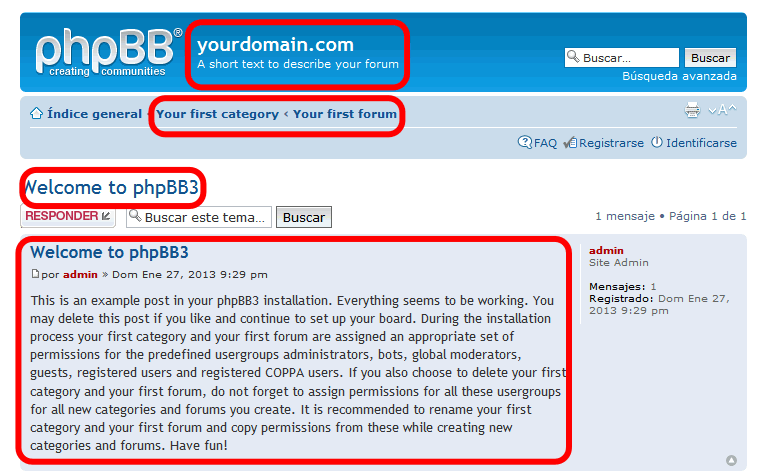 phpBB®
creating communities
yourdomain.com
A short text to describe your forum
Buscar... Buscar
Búsqueda avanzada
Índice general ‹ Your first category ‹ Your first forum
A
FAQ Registrarse Identificarse
Welcome to phpBB3
RESPONDER Buscar este tema... Buscar
1 mensaje • Página 1 de 1
Welcome to phpBB3
por admin » Dom Ene 27, 2013 9:29 pm
This is an example post in your phpBB3 installation. Everything seems to be working. You
may delete this post if you like and continue to set up your board. During the installation
process your first category and your first forum are assigned an appropriate set of
permissions for the predefined usergroups administrators, bots, global moderators,
guests, registered users and registered COPPA users. If you also choose to delete your first
category and your first forum, do not forget to assign permissions for all these usergroups
for all new categories and forums you create. It is recommended to rename your first
category and your first forum and copy permissions from these while creating new
categories and forums. Have fun!
admin
Site Admin
Mensajes: 1
Registrado: Dom Ene 27,
2013 9:29 pm